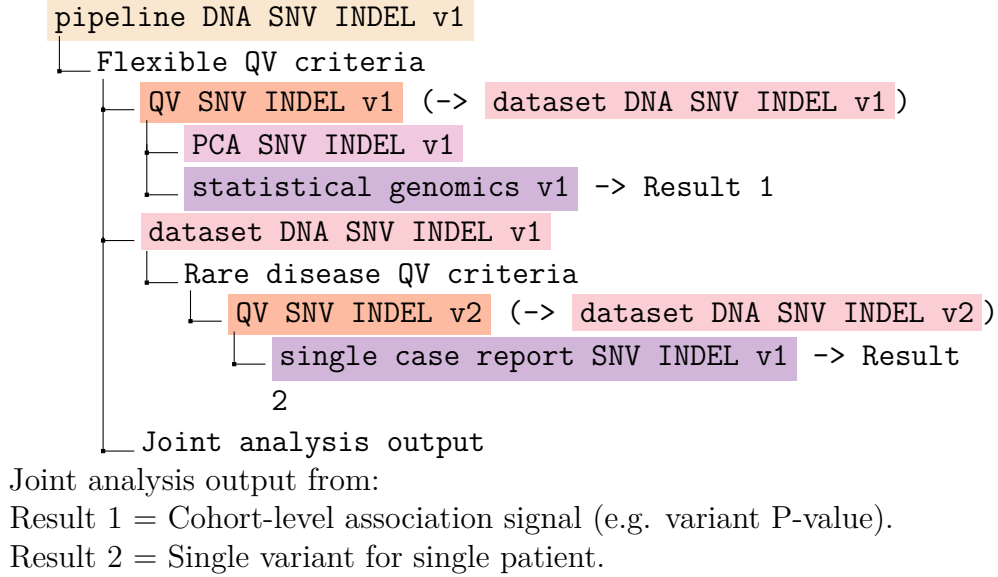 pipeline DNA SNV INDEL v1
Flexible QV criteria
QV SNV INDEL v1 (-> dataset DNA SNV INDEL v1)
PCA SNV INDEL v1
statistical genomics v1 -> Result 1
dataset DNA SNV INDEL v1
Rare disease QV criteria
QV SNV INDEL v2 (-> dataset DNA SNV INDEL v2)
single case report SNV INDEL v1 -> Result
2
Joint analysis output
Joint analysis output from:
Result 1 = Cohort-level association signal (e.g. variant P-value).
Result 2 = Single variant for single patient.